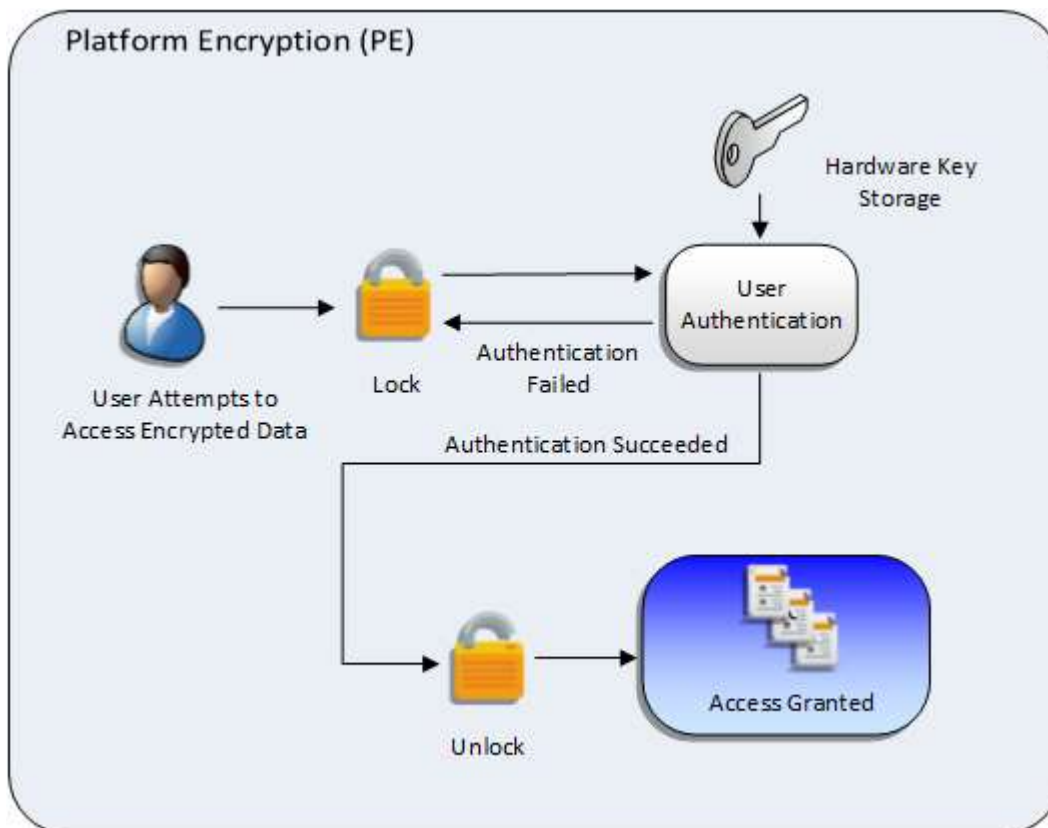 Platform Encryption (PE)
Hardware Key
Storage
User
Authentication
Authentication
Failed
Lock
User Attempts to
Access Encrypted Data
Authentication Succeeded
Access Granted
Unlock